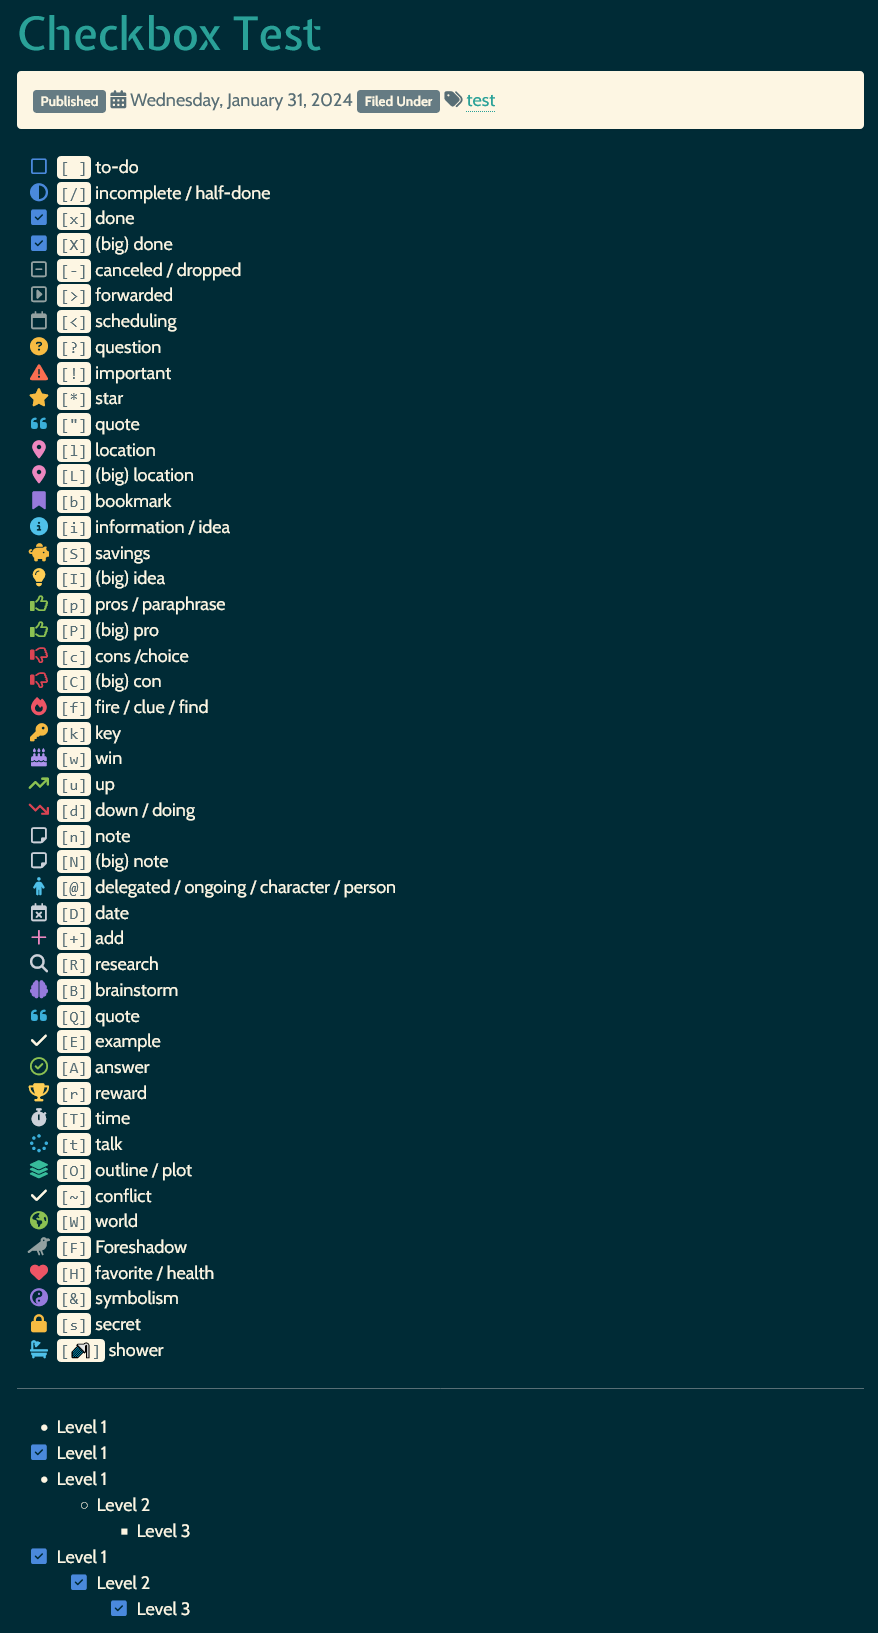 Checkbox Test
Published Wednesday, January 31, 2024 Filed Under test
[ ] to-do
[/] incomplete / half-done
[x] done
[X] (big) done
[-] canceled / dropped
[>] forwarded
[<] scheduling
[?] question
[!] important
[*] star
["] quote
[l] location
[L] (big) location
[b] bookmark
[i] information / idea
[S] savings
[I] (big) idea
[p] pros / paraphrase
[P] (big) pro
[c] cons /choice
[C] (big) con
[f] fire / clue / find
[k] key
[w] win
[u] up
[d] down / doing
[n] note
[N] (big) note
[@] delegated / ongoing / character / person
[D] date
[+] add
[R] research
[B] brainstorm
[Q] quote
[E] example
[A] answer
[r] reward
[T] time
[t] talk
[O] outline / plot
[~] conflict
[W] world
[F] Foreshadow
[H] favorite / health
[&] symbolism
[s] secret
[🚿] shower
Level 1
Level 1
Level 1
Level 2
Level 3
Level 1
Level 2
Level 3